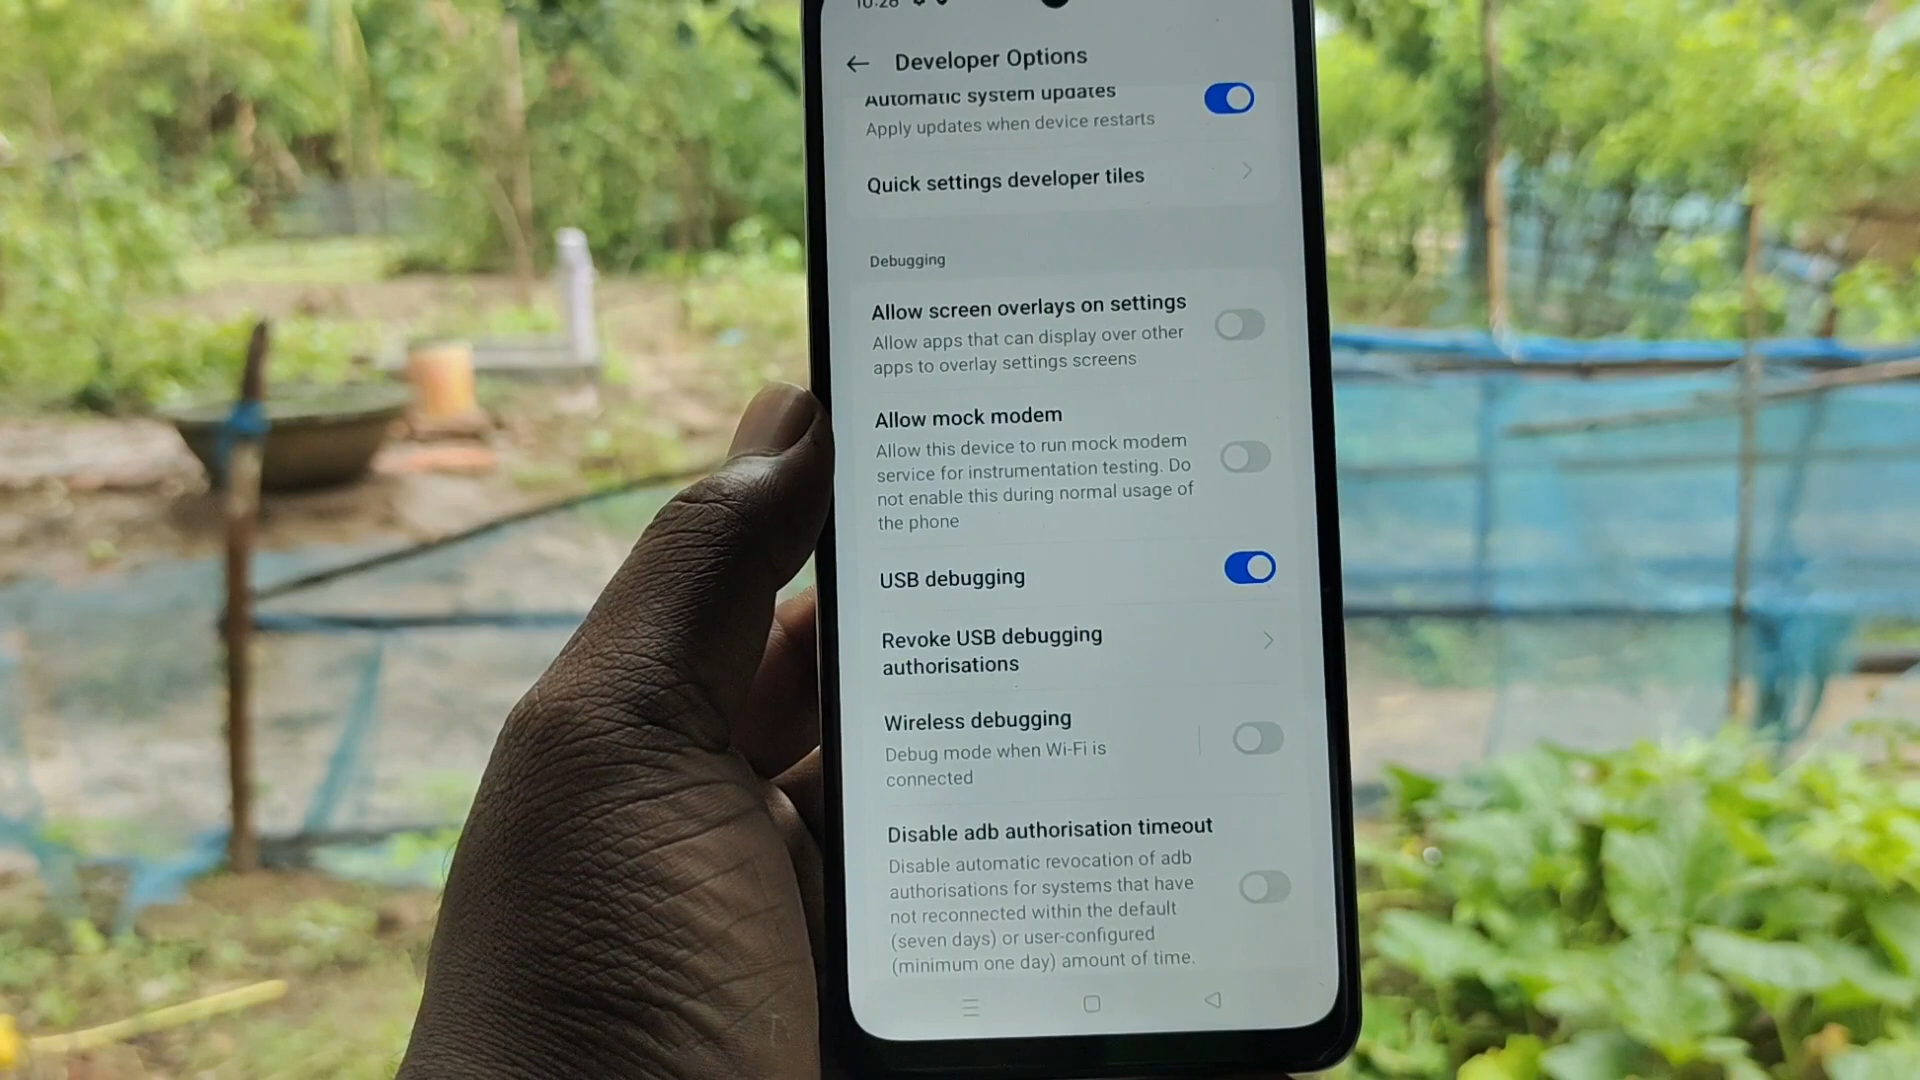 10:28
Developer Options
Automatic system updates
Apply updates when device restarts
Quick settings developer tiles
Debugging
Allow screen overlays on settings
Allow apps that can display over other
apps to overlay settings screens
Allow mock modem
Allow this device to run mock modem
service for instrumentation testing. Do
not enable this during normal usage of
the phone
USB debugging
Revoke USB debugging
authorisations
Wireless debugging
Debug mode when Wi-Fi is
connected
Disable adb authorisation timeout
Disable automatic revocation of adb
authorisations for systems that have
not reconnected within the default
(seven days) or user-configured
(minimum one day) amount of time.